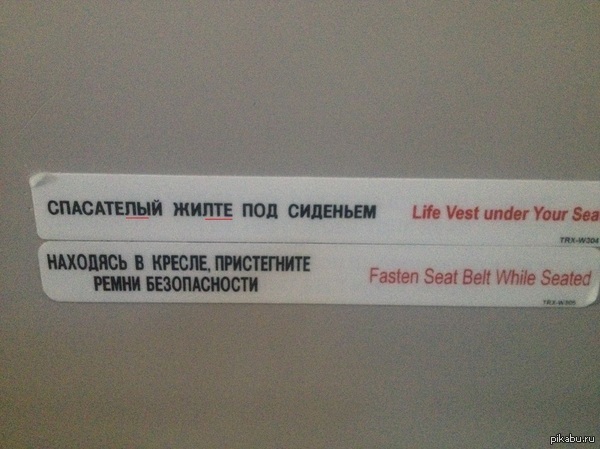 СПАСАТЕЛЫЙ ЖИЛТЕ ПОД СИДЕНЬЕМ Life Vest under Your Sea
TRX-W304
НАХОДЯСЬ В КРЕСЛЕ, ПРИСТЕГНИТЕ
РЕМНИ БЕЗОПАСНОСТИ
Fasten Seat Belt While Seated
TRX-W305
pikabu.ru